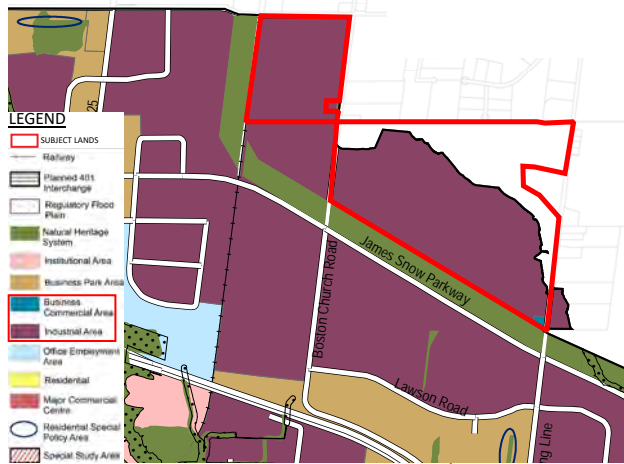 25
LEGEND
SUBJECT LANDS
Railway
Planned 401
Interchange
Regulatory Flood
Plain
Natural Heritage
System
Institutional Area
Business Park Area
Business
Commercial Area
Industrial Area
Office Employment
Area
Residential
Major Commercial
Centre
Residential Special
Policy Area
Special Study Area
James Snow Parkway
Boston Church Road
Lawson Road
ng Line